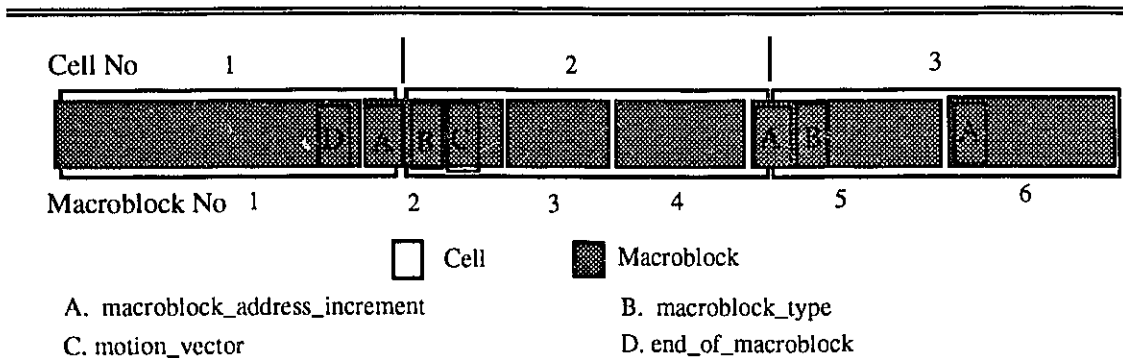 Cell No 1 2 3
D A B C A B A
Macroblock No 1 2 3 4 5 6
Cell Macroblock
A. macroblock_address_increment B. macroblock_type
C. motion_vector D. end_of_macroblock